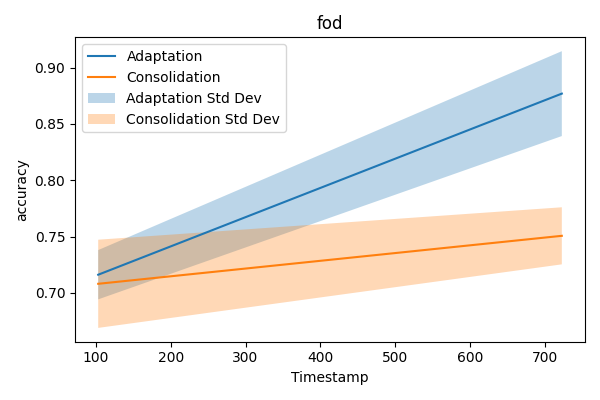 fod
Adaptation
Consolidation
Adaptation Std Dev
Consolidation Std Dev
accuracy
0.90
0.85
0.80
0.75
0.70
100 200 300 400 500 600 700
Timestamp